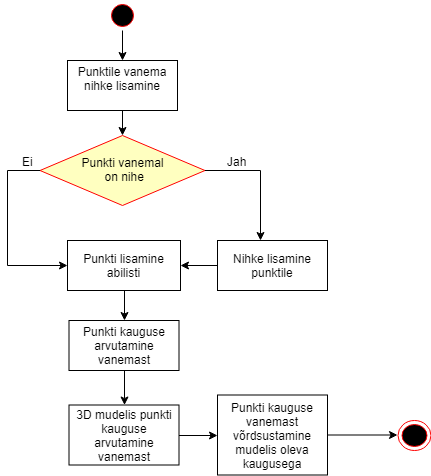 Punktile vanema
nihke lisamine
Punkti vanemal
on nihe
Ei
Jah
Punkti lisamine
abilisti
Nihke lisamine
punktile
Punkti kauguse
arvutamine
vanemast
3D mudelis punkti
kauguse
arvutamine
vanemast
Punkti kauguse
vanemast
võrdsustamine
mudelis oleva
kaugusega